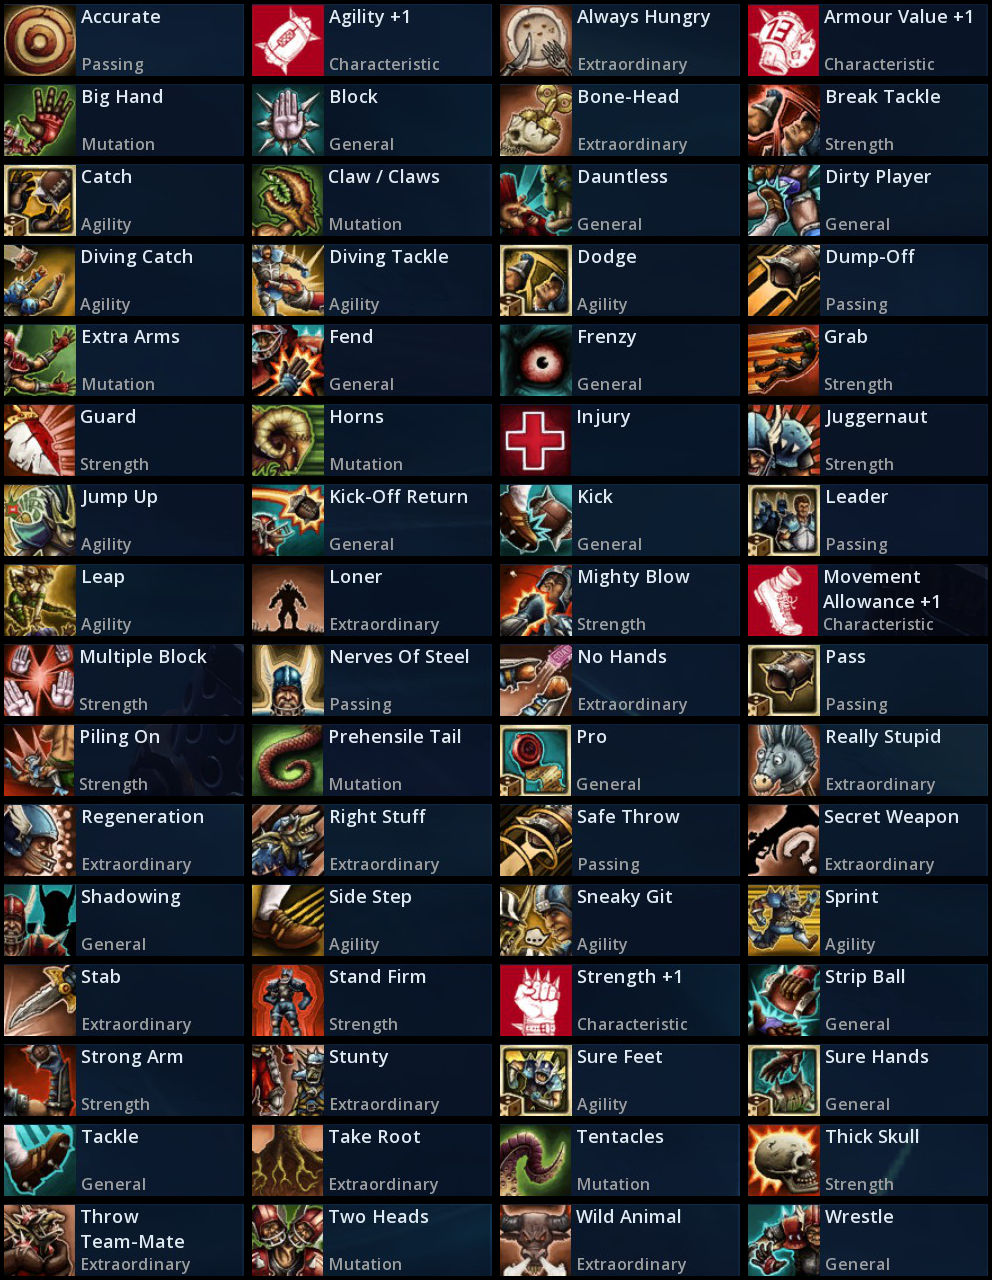 Accurate
Passing
Agility +1
Characteristic
Always Hungry
Extraordinary
Armour Value +1
Characteristic
Big Hand
Mutation
Block
General
Bone-Head
Extraordinary
Break Tackle
Strength
Catch
Agility
Claw / Claws
Mutation
Dauntless
General
Dirty Player
General
Diving Catch
Agility
Diving Tackle
Agility
Dodge
Agility
Dump-Off
Passing
Extra Arms
Mutation
Fend
General
Frenzy
General
Grab
Strength
Guard
Strength
Horns
Mutation
Injury
Juggernaut
Strength
Jump Up
Agility
Kick-Off Return
General
Kick
General
Leader
Passing
Leap
Agility
Loner
Extraordinary
Mighty Blow
Strength
Movement
Allowance +1
Characteristic
Multiple Block
Strength
Nerves Of Steel
Passing
No Hands
Extraordinary
Pass
Passing
Piling On
Strength
Prehensile Tail
Mutation
Pro
General
Really Stupid
Extraordinary
Regeneration
Extraordinary
Right Stuff
Extraordinary
Safe Throw
Passing
Secret Weapon
Extraordinary
Shadowing
General
Side Step
Agility
Sneaky Git
Agility
Sprint
Agility
Stab
Extraordinary
Stand Firm
Strength
Strength +1
Characteristic
Strip Ball
General
Strong Arm
Strength
Stunty
Extraordinary
Sure Feet
Agility
Sure Hands
General
Tackle
General
Take Root
Extraordinary
Tentacles
Mutation
Thick Skull
Strength
Throw
Team-Mate
Extraordinary
Two Heads
Mutation
Wild Animal
Extraordinary
Wrestle
General
13